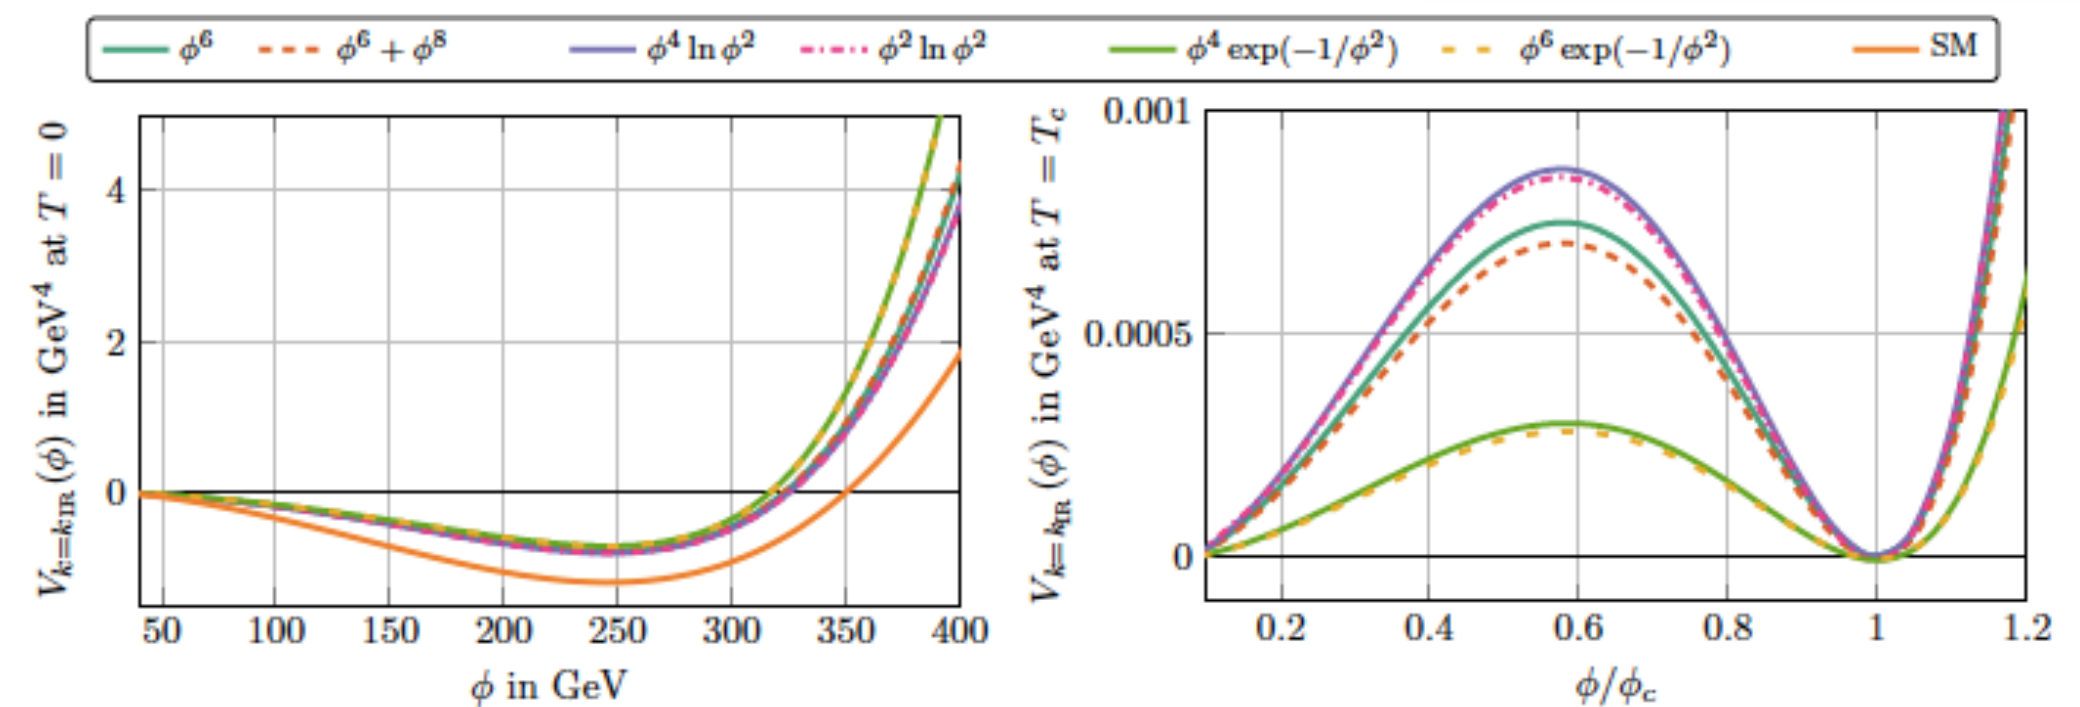 ϕ⁶ ϕ⁶ + ϕ⁸ ϕ⁴ ln ϕ² ϕ² ln ϕ² ϕ⁴ exp(−1/ϕ²) ϕ⁶ exp(−1/ϕ²) SM
V_{k=k_IR}(ϕ) in GeV⁴ at T = 0
4
2
0
50 100 150 200 250 300 350 400
ϕ in GeV
V_{k=k_IR}(ϕ) in GeV⁴ at T = T_c
0.001
0.0005
0
0.2 0.4 0.6 0.8 1 1.2
ϕ/ϕ_c